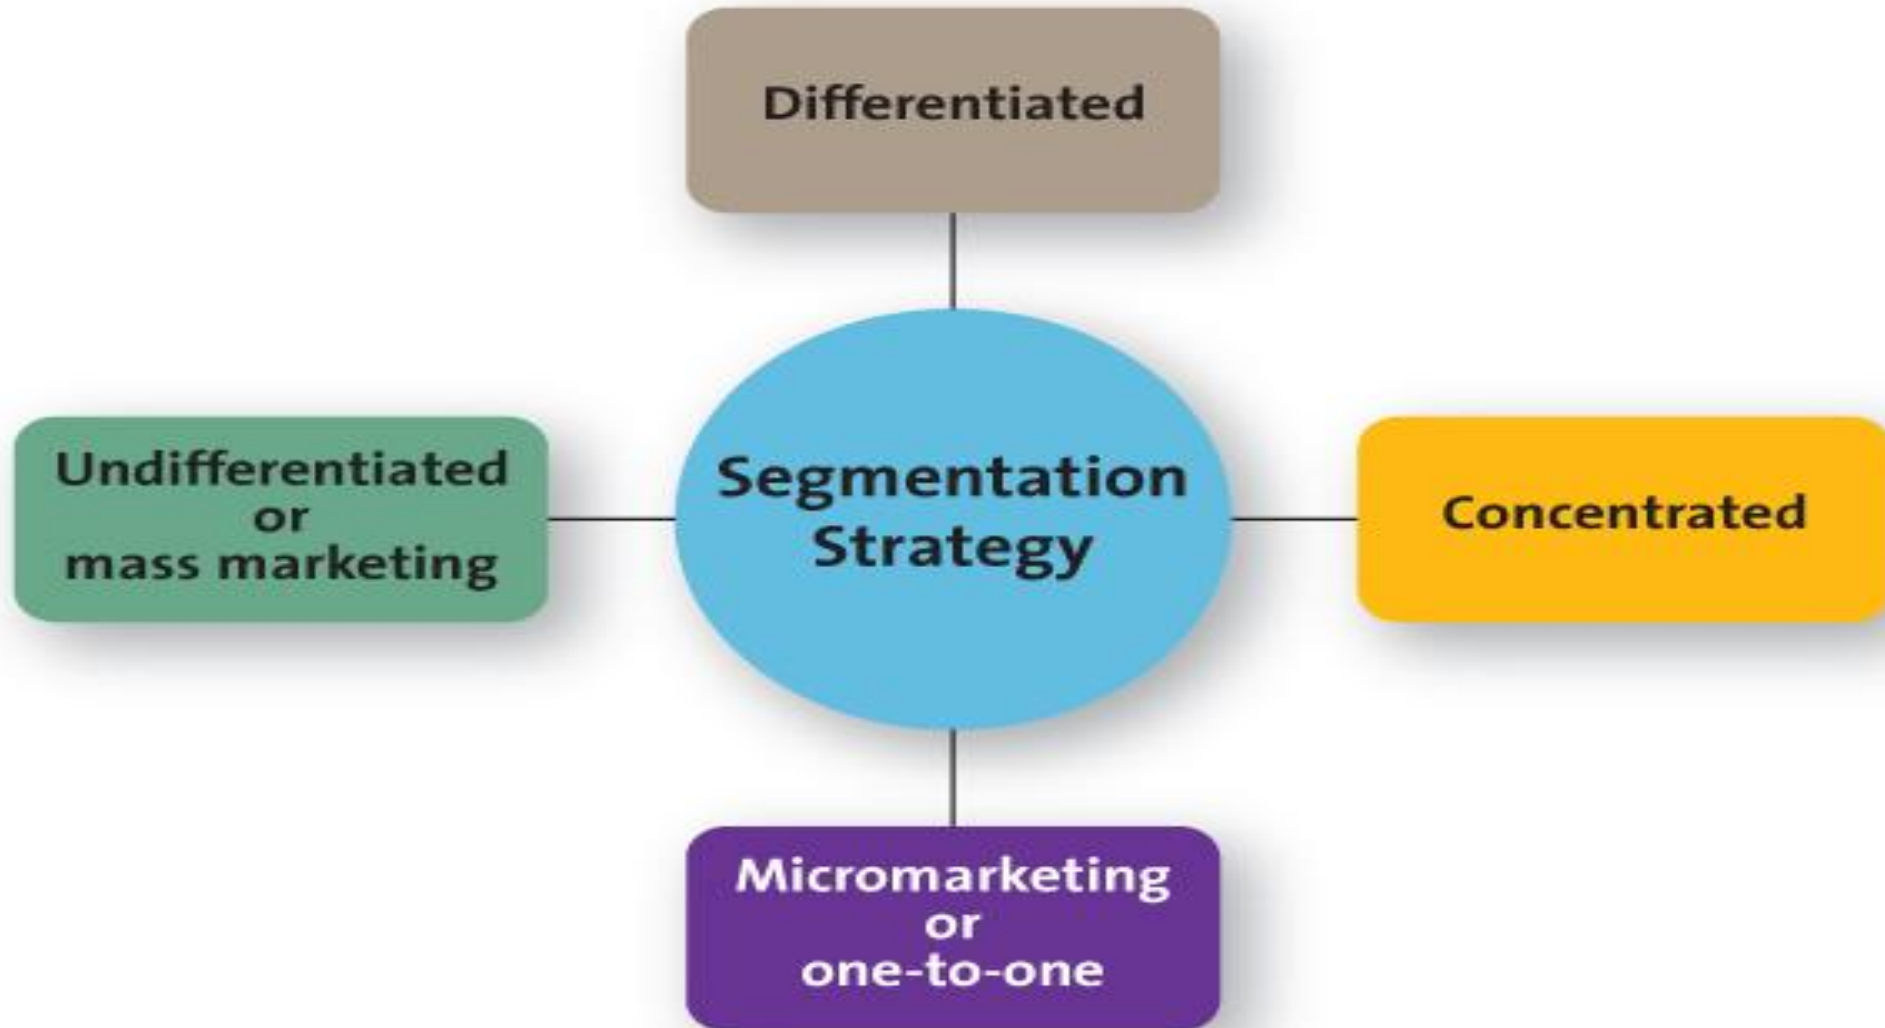 Differentiated
Undifferentiated
or
mass marketing
Segmentation
Strategy
Concentrated
Micromarketing
or
one-to-one